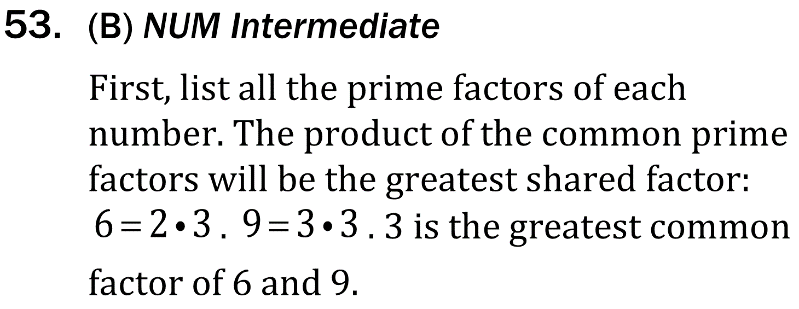 53. (B) NUM Intermediate
First, list all the prime factors of each
number. The product of the common prime
factors will be the greatest shared factor:
6=2•3. 9=3•3. 3 is the greatest common
factor of 6 and 9.